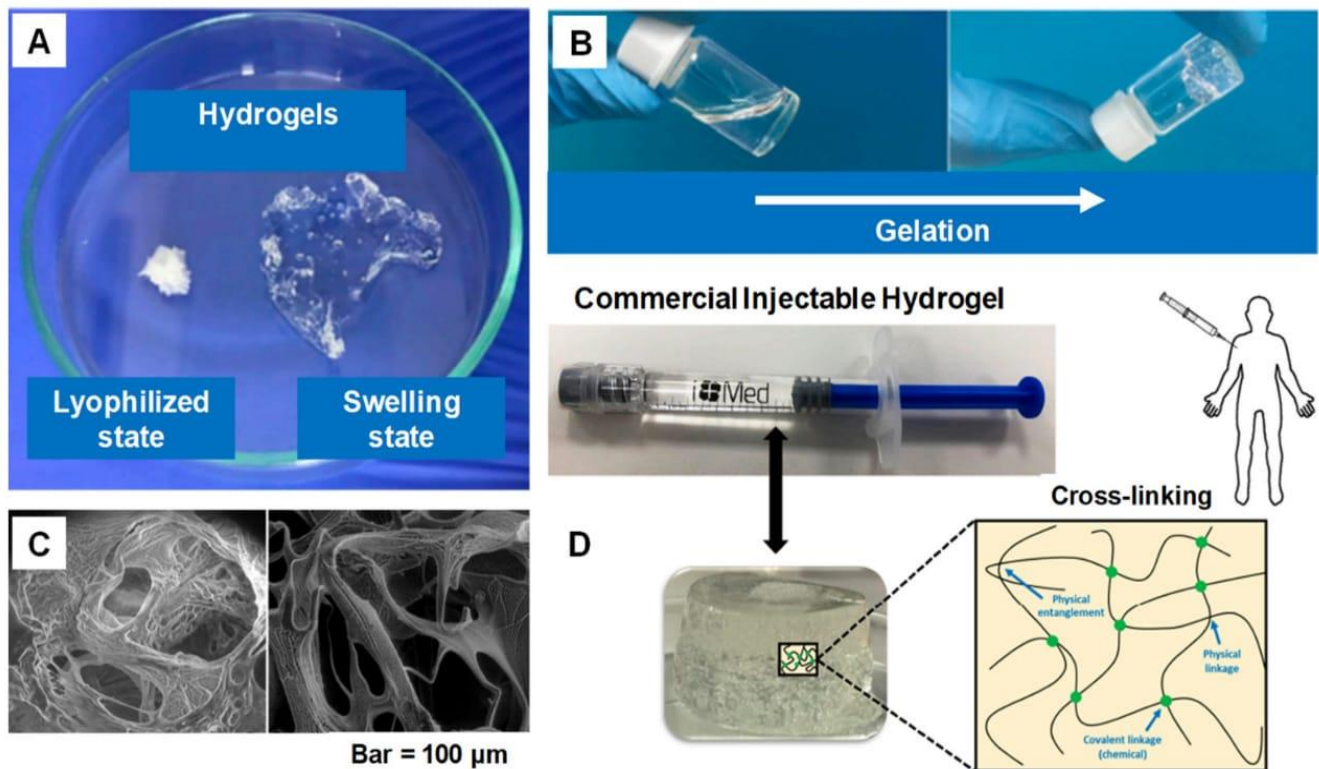 A
Hydrogels
Lyophilized
state
Swelling
state
B
Gelation
Commercial Injectable Hydrogel
Med
C
Bar = 100 µm
D
Cross-linking
Physical
entanglement
Physical
linkage
Covalent linkage
(chemical)